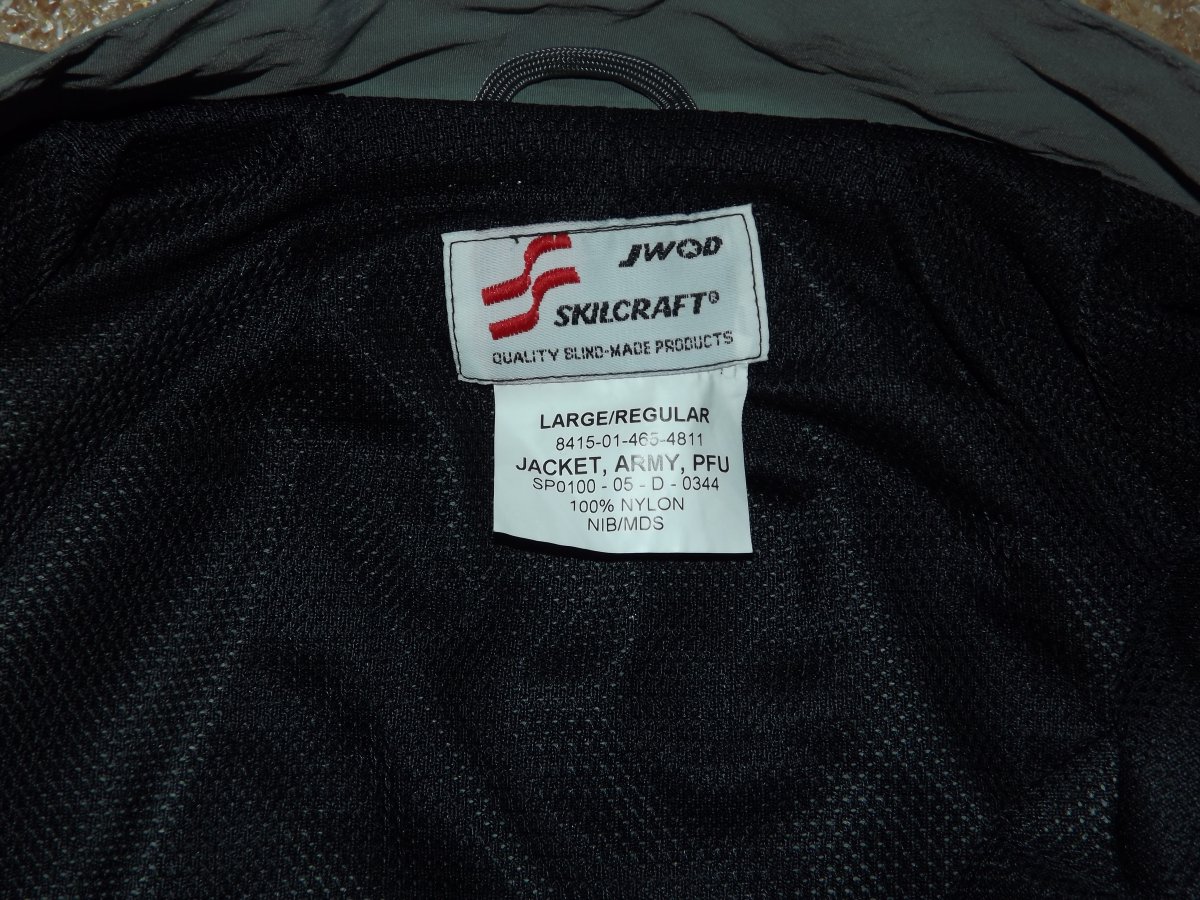 JWOD
SKILCRAFT®
QUALITY BLIND-MADE PRODUCTS
LARGE/REGULAR
8415-01-465-4811
JACKET, ARMY, PFU
SP0100 - 05 - D - 0344
100% NYLON
NIB/MDS